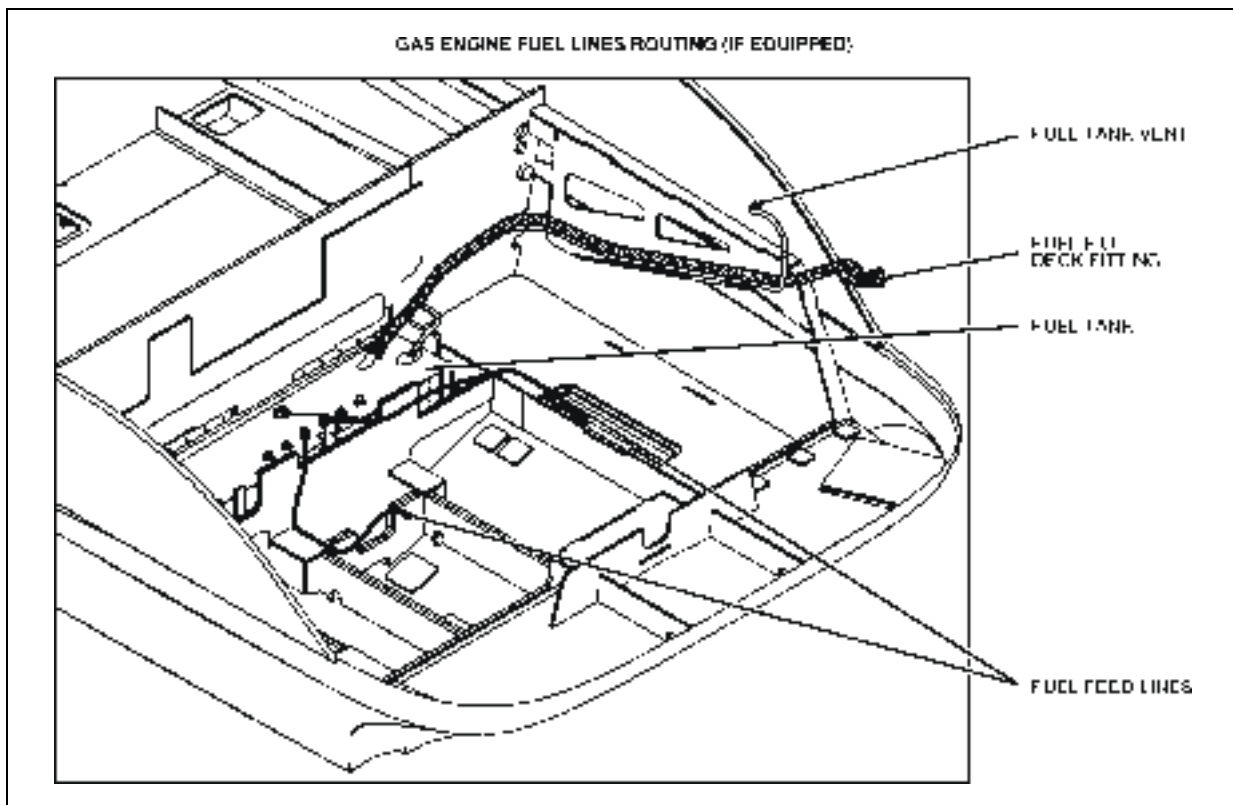 GAS ENGINE FUEL LINES ROUTING (IF EQUIPPED)
FUEL TANK VENT
FUEL FILL
DECK FITTING
FUEL TANK
FUEL FEED LINES